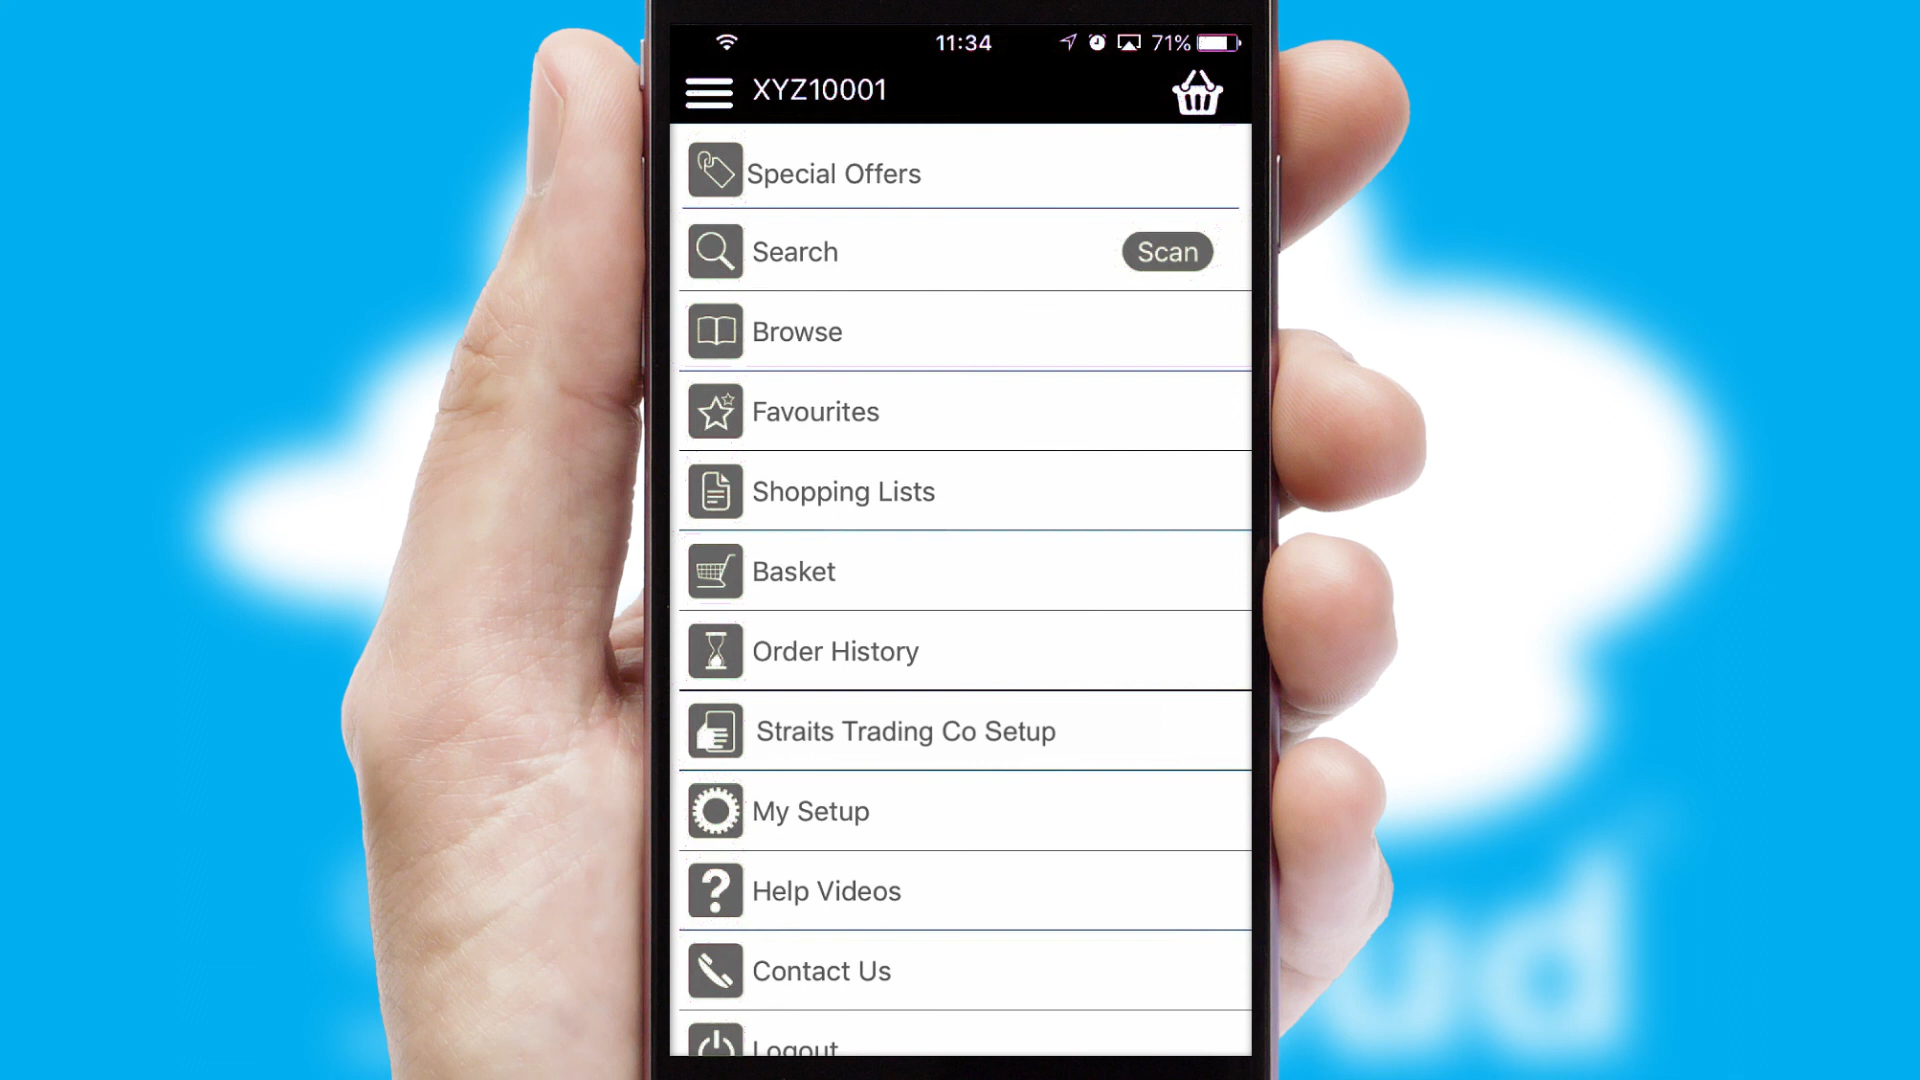 11:34 71%
XYZ10001
Special Offers
Search Scan
Browse
Favourites
Shopping Lists
Basket
Order History
Straits Trading Co Setup
My Setup
Help Videos
Contact Us
Logout